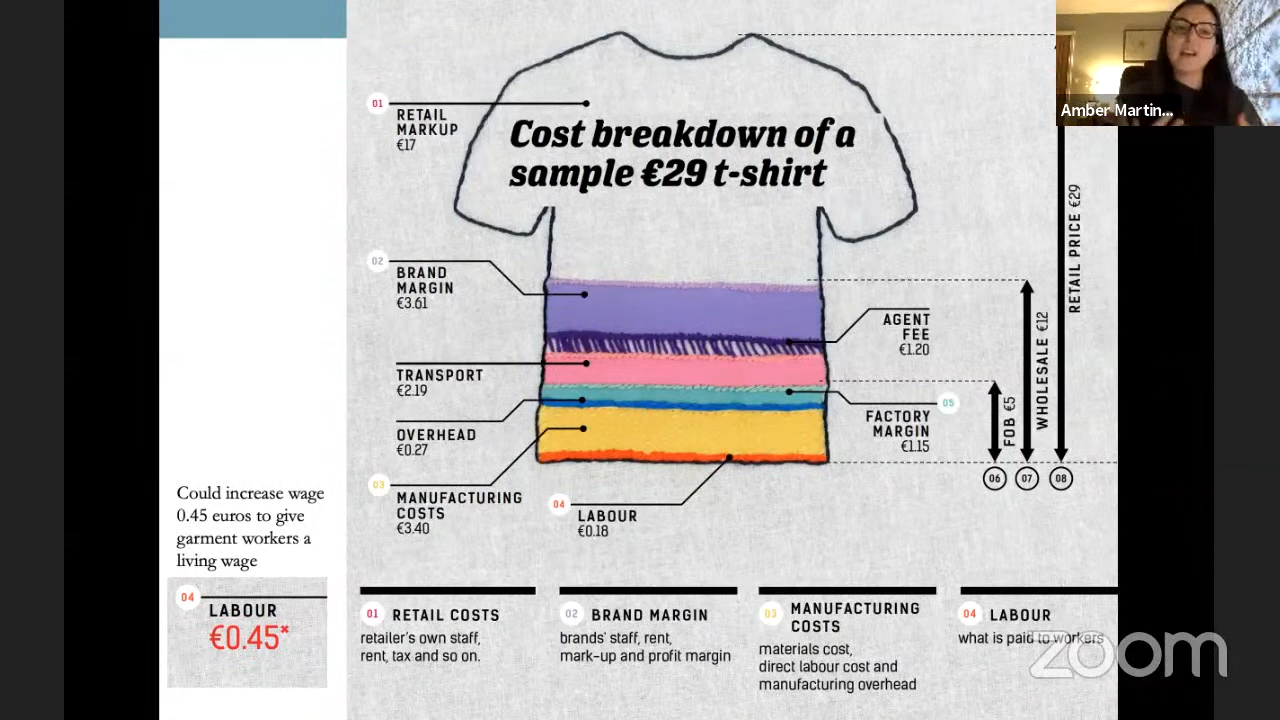 Amber Martin...
01
RETAIL
MARKUP
€17
Cost breakdown of a
sample €29 t-shirt
02
BRAND
MARGIN
€3.61
AGENT
FEE
€1.20
TRANSPORT
€2.19
OVERHEAD
€0.27
FACTORY
MARGIN
€1.15
05
03
MANUFACTURING
COSTS
€3.40
04
LABOUR
€0.18
FOB €5
WHOLESALE €12
RETAIL PRICE €29
06
07
08
Could increase wage
0.45 euros to give
garment workers a
living wage
04
LABOUR
€0.45*
01 RETAIL COSTS
retailer's own staff,
rent, tax and so on.
02 BRAND MARGIN
brands' staff, rent,
mark-up and profit margin
03 MANUFACTURING
COSTS
materials cost,
direct labour cost and
manufacturing overhead
04 LABOUR
what is paid to workers
zoom